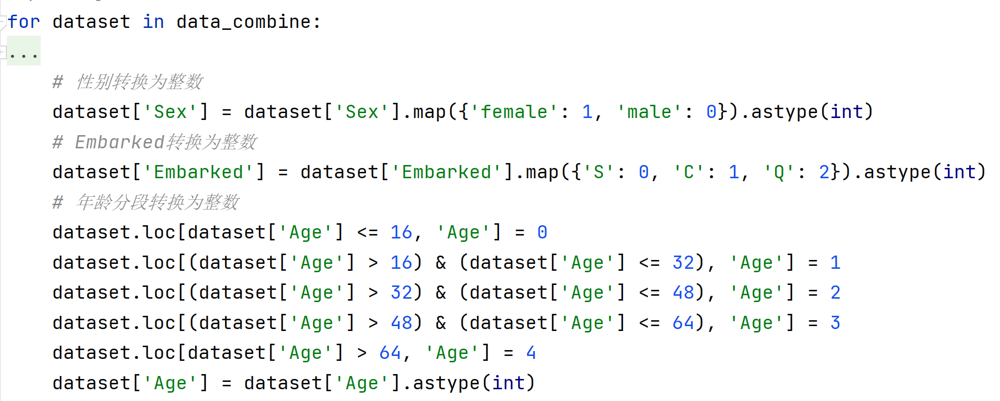 for dataset in data_combine:
...
# 性别转换为整数
dataset['Sex'] = dataset['Sex'].map({'female': 1, 'male': 0}).astype(int)
# Embarked转换为整数
dataset['Embarked'] = dataset['Embarked'].map({'S': 0, 'C': 1, 'Q': 2}).astype(int)
# 年龄分段转换为整数
dataset.loc[dataset['Age'] <= 16, 'Age'] = 0
dataset.loc[(dataset['Age'] > 16) & (dataset['Age'] <= 32), 'Age'] = 1
dataset.loc[(dataset['Age'] > 32) & (dataset['Age'] <= 48), 'Age'] = 2
dataset.loc[(dataset['Age'] > 48) & (dataset['Age'] <= 64), 'Age'] = 3
dataset.loc[dataset['Age'] > 64, 'Age'] = 4
dataset['Age'] = dataset['Age'].astype(int)